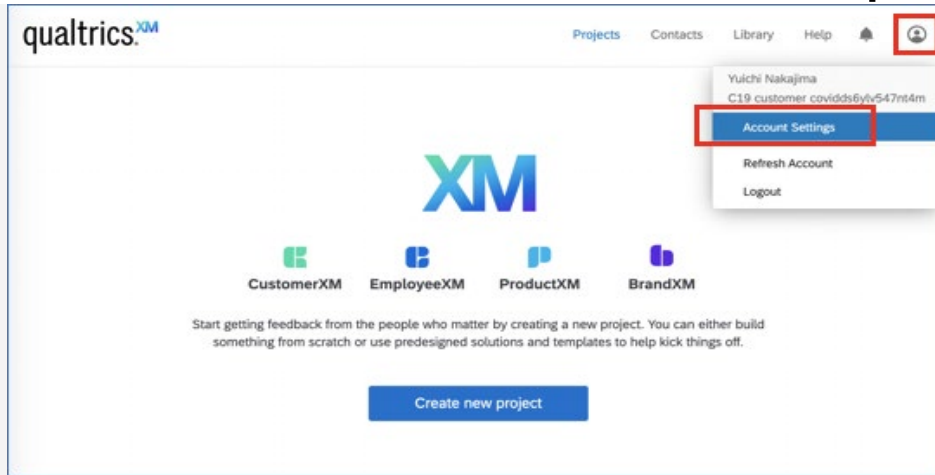 qualtrics.XM
Projects Contacts Library Help
Yuichi Nakajima
C19 customer covidds6ylv547nt4m
Account Settings
Refresh Account
Logout
XM
CustomerXM EmployeeXM ProductXM BrandXM
Start getting feedback from the people who matter by creating a new project. You can either build
something from scratch or use predesigned solutions and templates to help kick things off.
Create new project